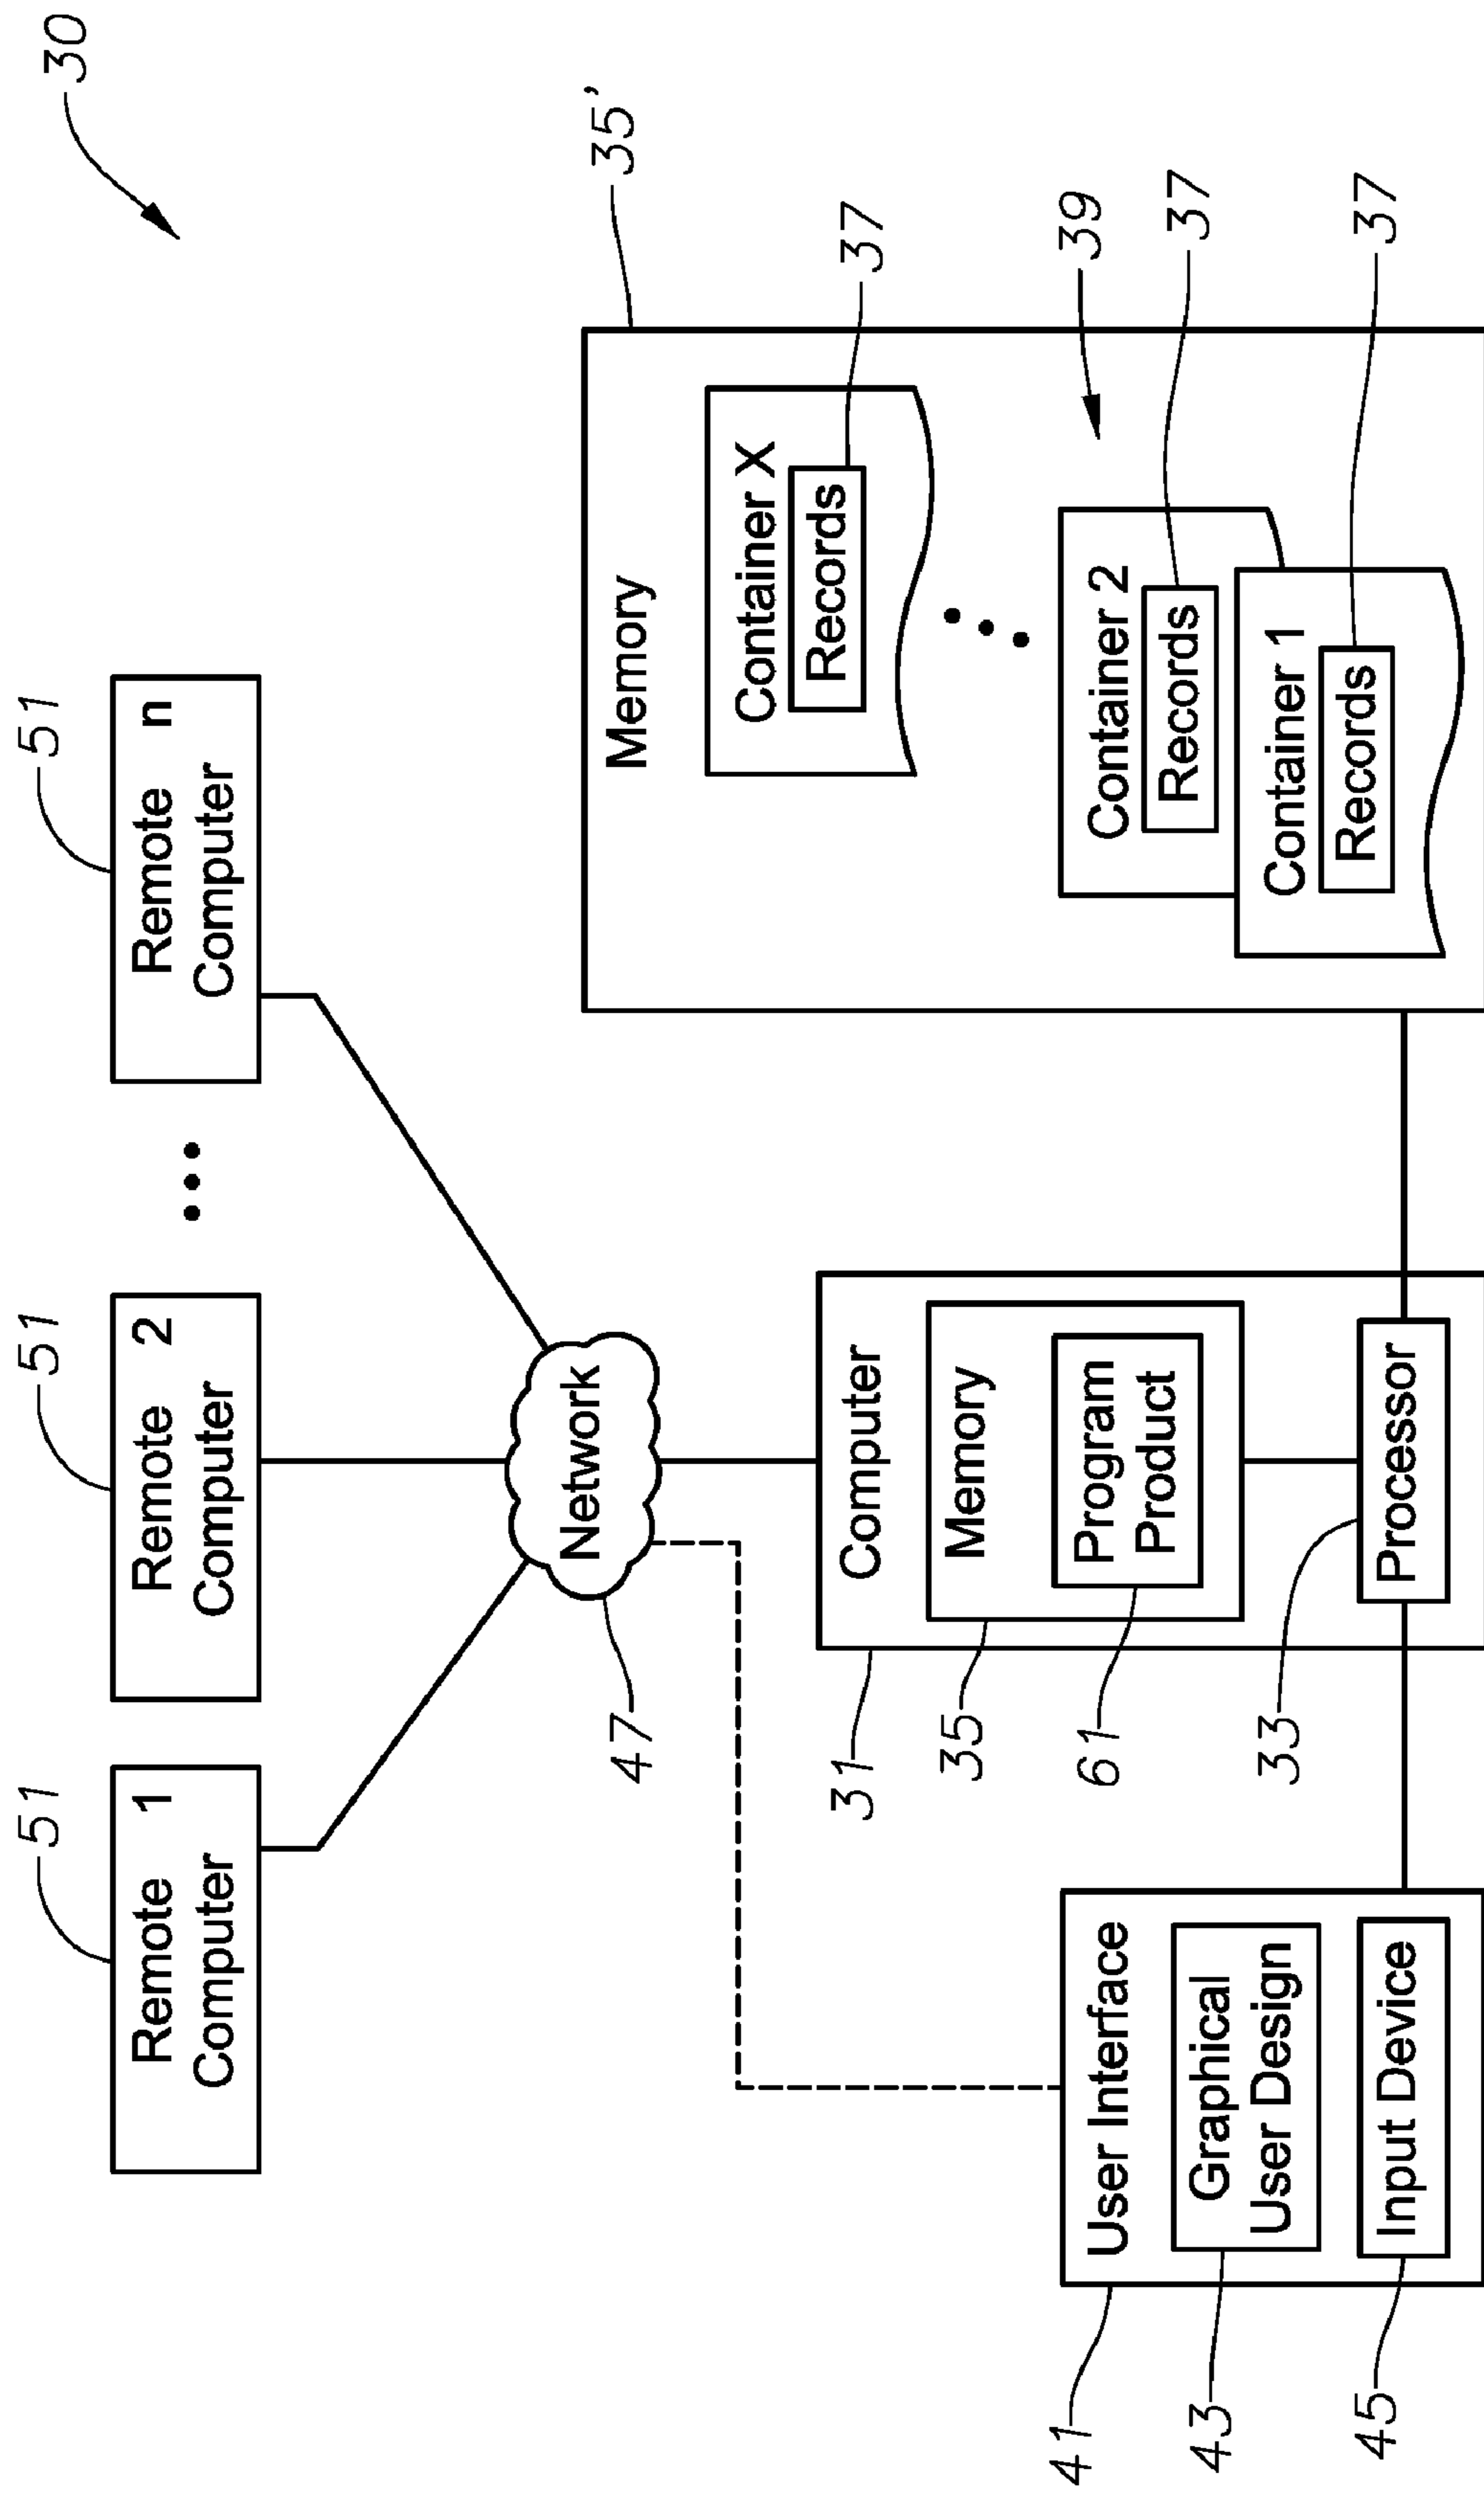 30
51
51
51
Remote 1
Computer
Remote 2
Computer
Remote n
Computer
47
Network
35'
Memory
Container X
Records
37
39
Container 2
Records
37
Container 1
Records
37
31
Computer
35
Memory
61
Program
Product
33
Processor
41
User Interface
43
Graphical
User Design
45
Input Device